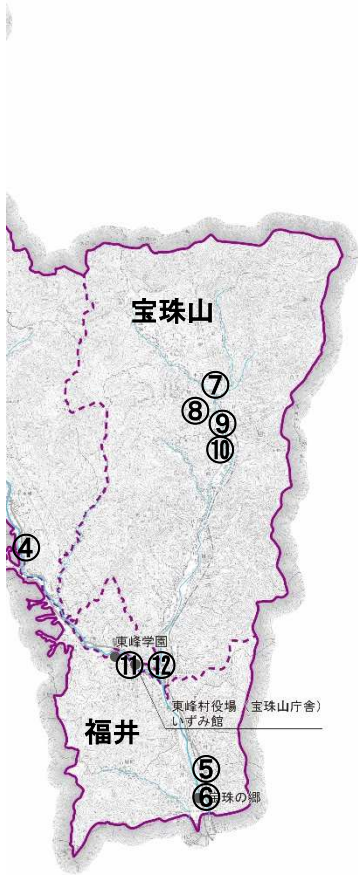 宝珠山
⑦
⑧
⑨
⑩
④
東峰学園
⑪ ⑫
東峰村役場（宝珠山庁舎）
いずみ館
福井
⑤
⑥
宝珠の郷